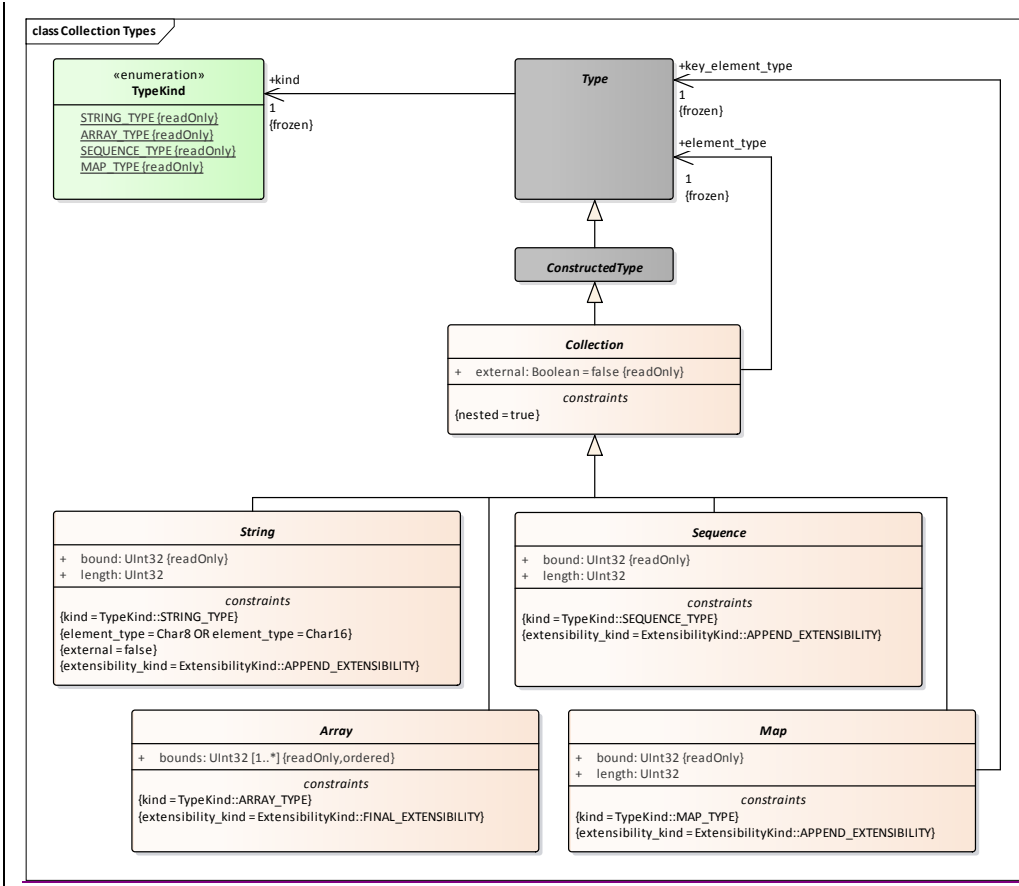 class Collection Types
«enumeration»
TypeKind
STRING_TYPE {readOnly}
ARRAY_TYPE {readOnly}
SEQUENCE_TYPE {readOnly}
MAP_TYPE {readOnly}
+kind
1
{frozen}
Type
+key_element_type
1
{frozen}
+element_type
1
{frozen}
ConstructedType
Collection
+ external: Boolean = false {readOnly}
constraints
{nested = true}
String
+ bound: UInt32 {readOnly}
+ length: UInt32
constraints
{kind = TypeKind::STRING_TYPE}
{element_type = Char8 OR element_type = Char16}
{external = false}
{extensibility_kind = ExtensibilityKind::APPEND_EXTENSIBILITY}
Sequence
+ bound: UInt32 {readOnly}
+ length: UInt32
constraints
{kind = TypeKind::SEQUENCE_TYPE}
{extensibility_kind = ExtensibilityKind::APPEND_EXTENSIBILITY}
Array
+ bounds: UInt32 [1..*] {readOnly,ordered}
constraints
{kind = TypeKind::ARRAY_TYPE}
{extensibility_kind = ExtensibilityKind::FINAL_EXTENSIBILITY}
Map
+ bound: UInt32 {readOnly}
+ length: UInt32
constraints
{kind = TypeKind::MAP_TYPE}
{extensibility_kind = ExtensibilityKind::APPEND_EXTENSIBILITY}